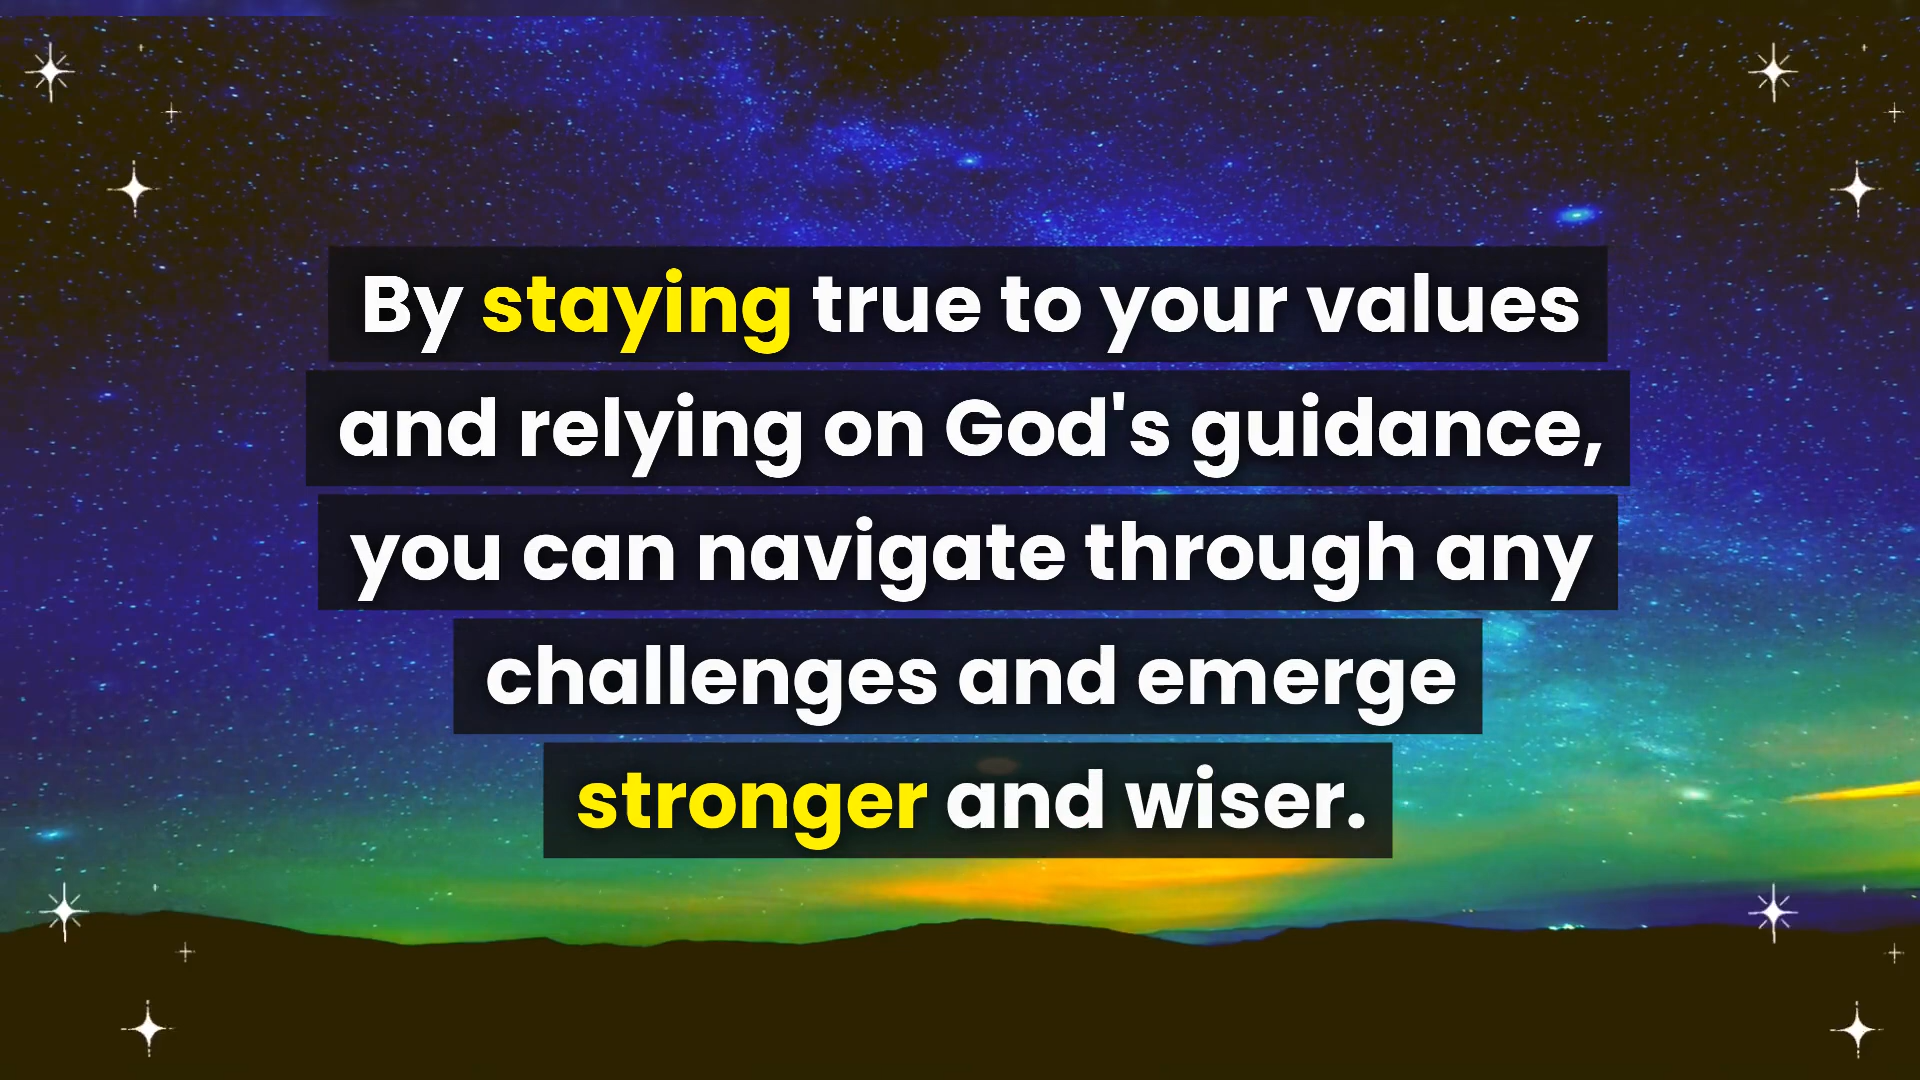 By staying true to your values
and relying on God's guidance,
you can navigate through any
challenges and emerge
stronger and wiser.